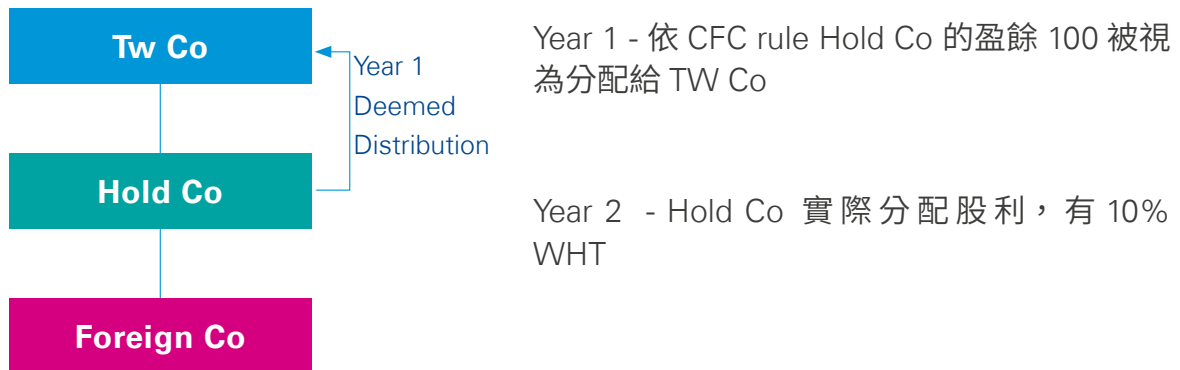 Tw Co
Hold Co
Foreign Co
Year 1
Deemed
Distribution
Year 1 - 依 CFC rule Hold Co 的盈餘 100 被視
為分配給 TW Co
Year 2 - Hold Co 實際分配股利，有 10%
WHT